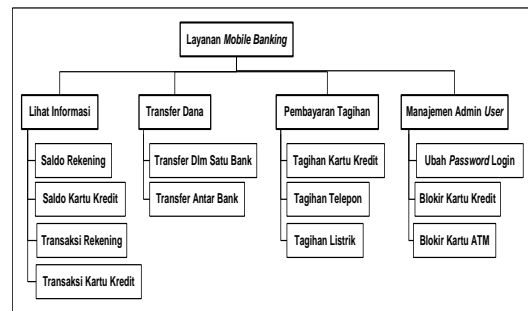 Layanan Mobile Banking
Lihat Informasi
Transfer Dana
Pembayaran Tagihan
Manajemen Admin User
Saldo Rekening
Transfer Dlm Satu Bank
Tagihan Kartu Kredit
Ubah Password Login
Saldo Kartu Kredit
Transfer Antar Bank
Tagihan Telepon
Blokir Kartu Kredit
Transaksi Rekening
Tagihan Listrik
Blokir Kartu ATM
Transaksi Kartu Kredit